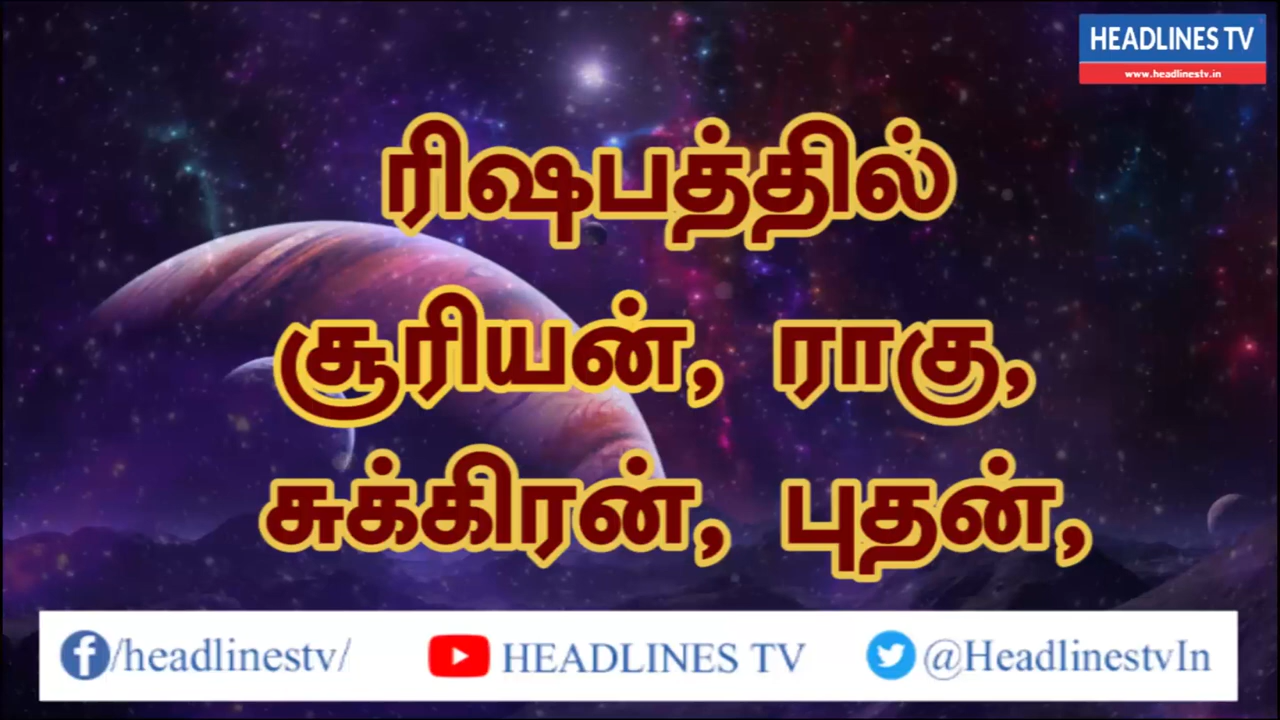 HEADLINES TV
www.headlinestv.in
ரிஷபத்தில்
சூரியன், ராகு,
சுக்கிரன், புதன்,
/headlinestv/ HEADLINES TV @HeadlinestvIn